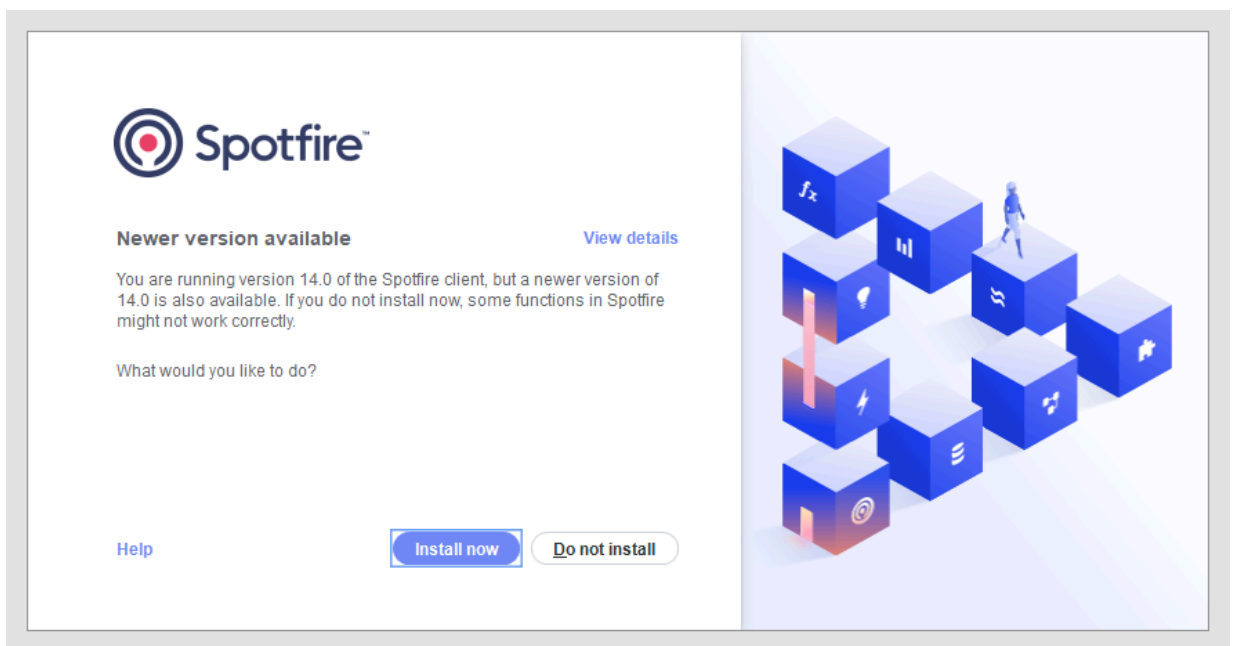 Spotfire™
Newer version available
View details
You are running version 14.0 of the Spotfire client, but a newer version of
14.0 is also available. If you do not install now, some functions in Spotfire
might not work correctly.
What would you like to do?
Help
Install now
Do not install
fx